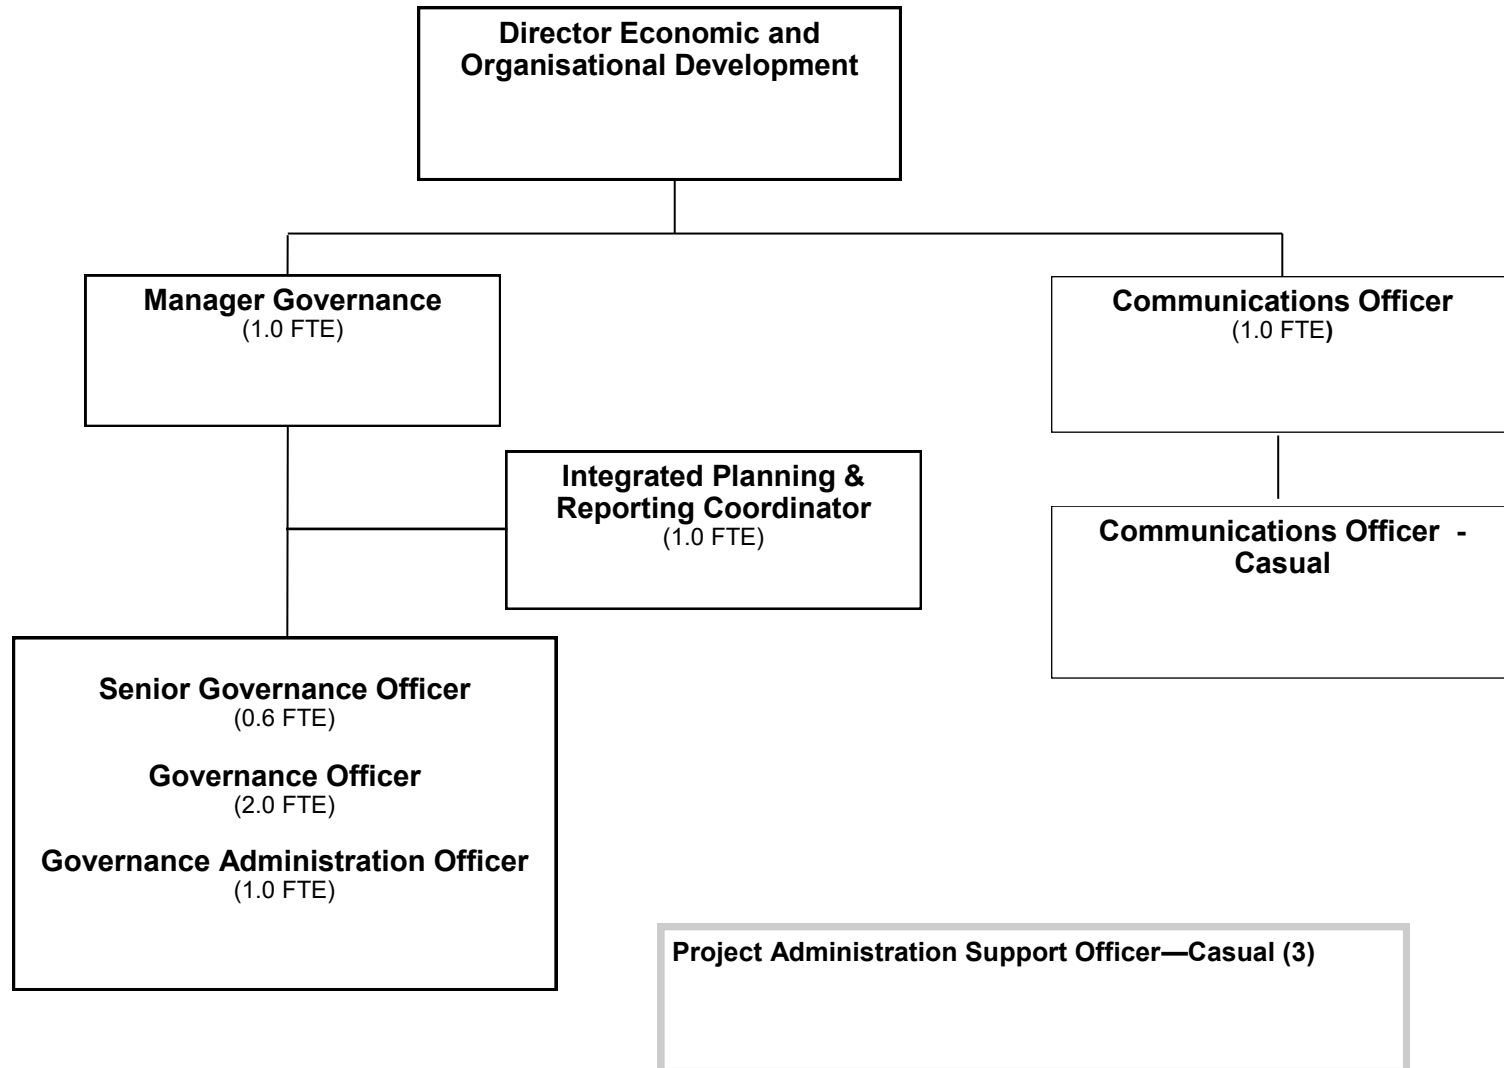 Director Economic and
Organisational Development
Manager Governance
(1.0 FTE)
Communications Officer
(1.0 FTE)
Integrated Planning &
Reporting Coordinator
(1.0 FTE)
Communications Officer  -
Casual
Senior Governance Officer
(0.6 FTE)
Governance Officer
(2.0 FTE)
Governance Administration Officer
(1.0 FTE)
Project Administration Support Officer—Casual (3)